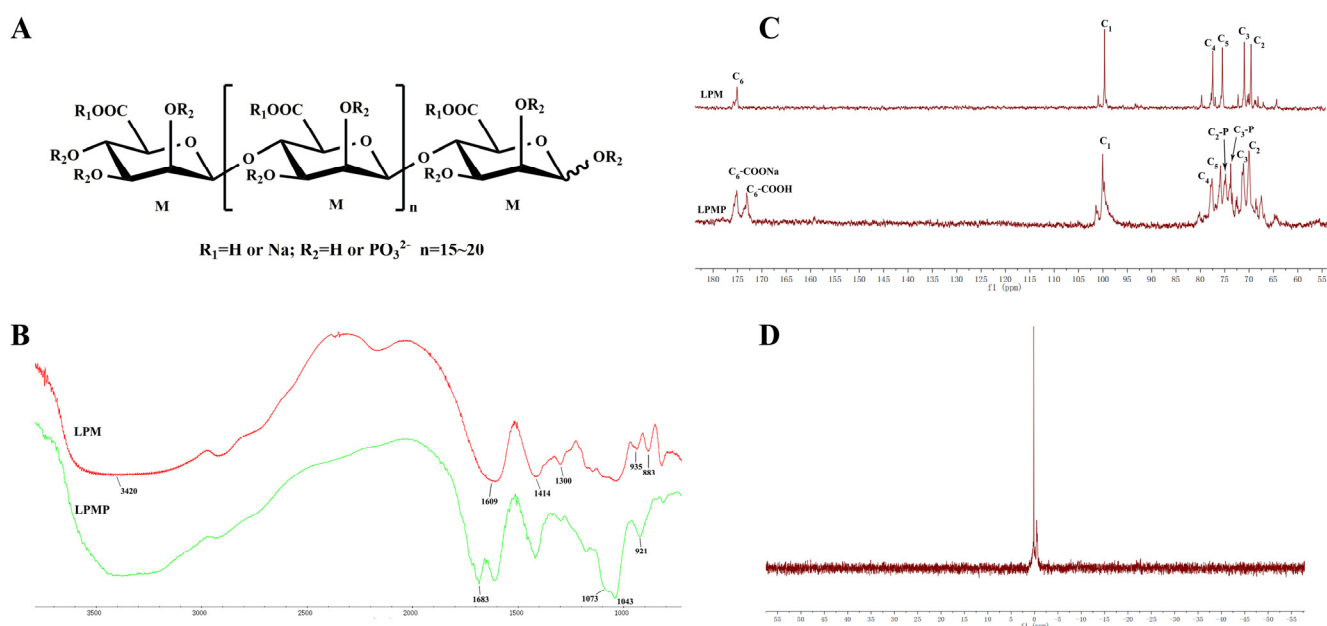 A
R₁OOC
OR₂
R₁OOC
OR₂
R₁OOC
OR₂
R₂O
O
O
O
O
O
OR₂
R₂O
R₂O
R₂O
n
M
M
M
R₁=H or Na; R₂=H or PO₃²⁻ n=15~20
B
LPM
3420
1609
1414
1300
935
883
LPMP
1683
1073
1043
921
3500
3000
2500
2000
1500
1000
C
C₁
C₆
C₄
C₅
C₃
C₂
LPM
C₆-COONa
C₆-COOH
C₁
C₄
C₅
C₂-P
C₃-P
C₃
C₂
LPMP
180 175 170 165 160 155 150 145 140 135 130 125 120 115 110 105 100 95 90 85 80 75 70 65 60 55
f1 (ppm)
D
55 50 45 40 35 30 25 20 15 10 5 0 -5 -10 -15 -20 -25 -30 -35 -40 -45 -50 -55
f1 (ppm)